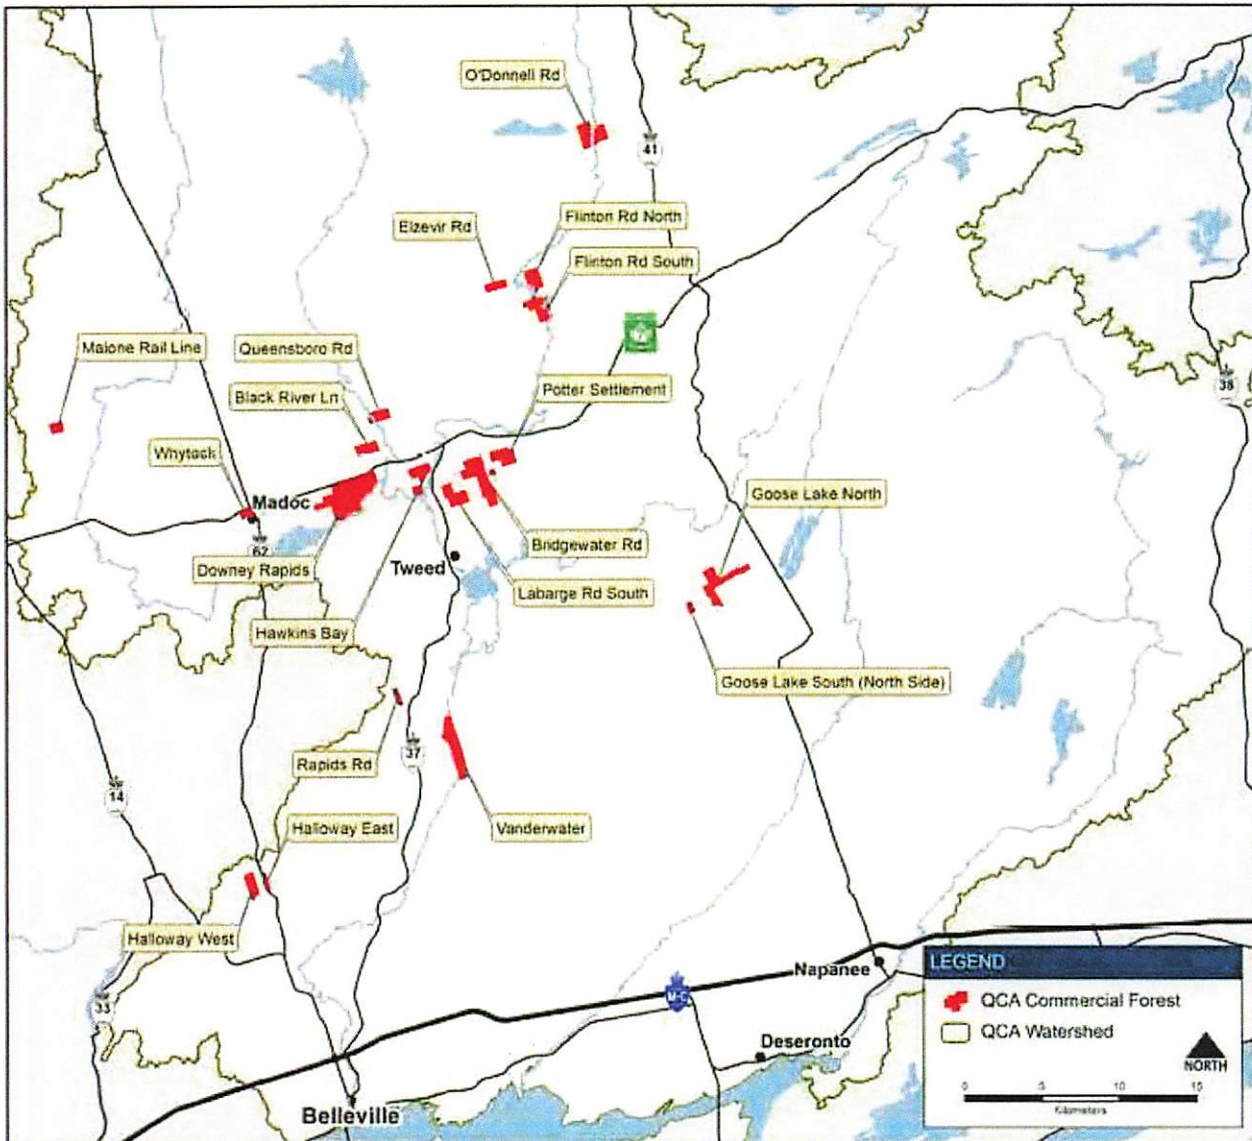 O'Donnell Rd
41
Flinton Rd North
Elzevir Rd
Flinton Rd South
Malone Rail Line
Queensboro Rd
Potter Settlement
38
Black River Ln
Whytock
Goose Lake North
Madoc
62
Bridgewater Rd
Downey Rapids
Tweed
Labarge Rd South
Hawkins Bay
Goose Lake South (North Side)
37
Rapids Rd
14
Halloway East
Vanderwater
Halloway West
Napanee
LEGEND
33
M-C
QCA Commercial Forest
QCA Watershed
Deseronto
NORTH
0 5 10 15
Kilometers
Belleville